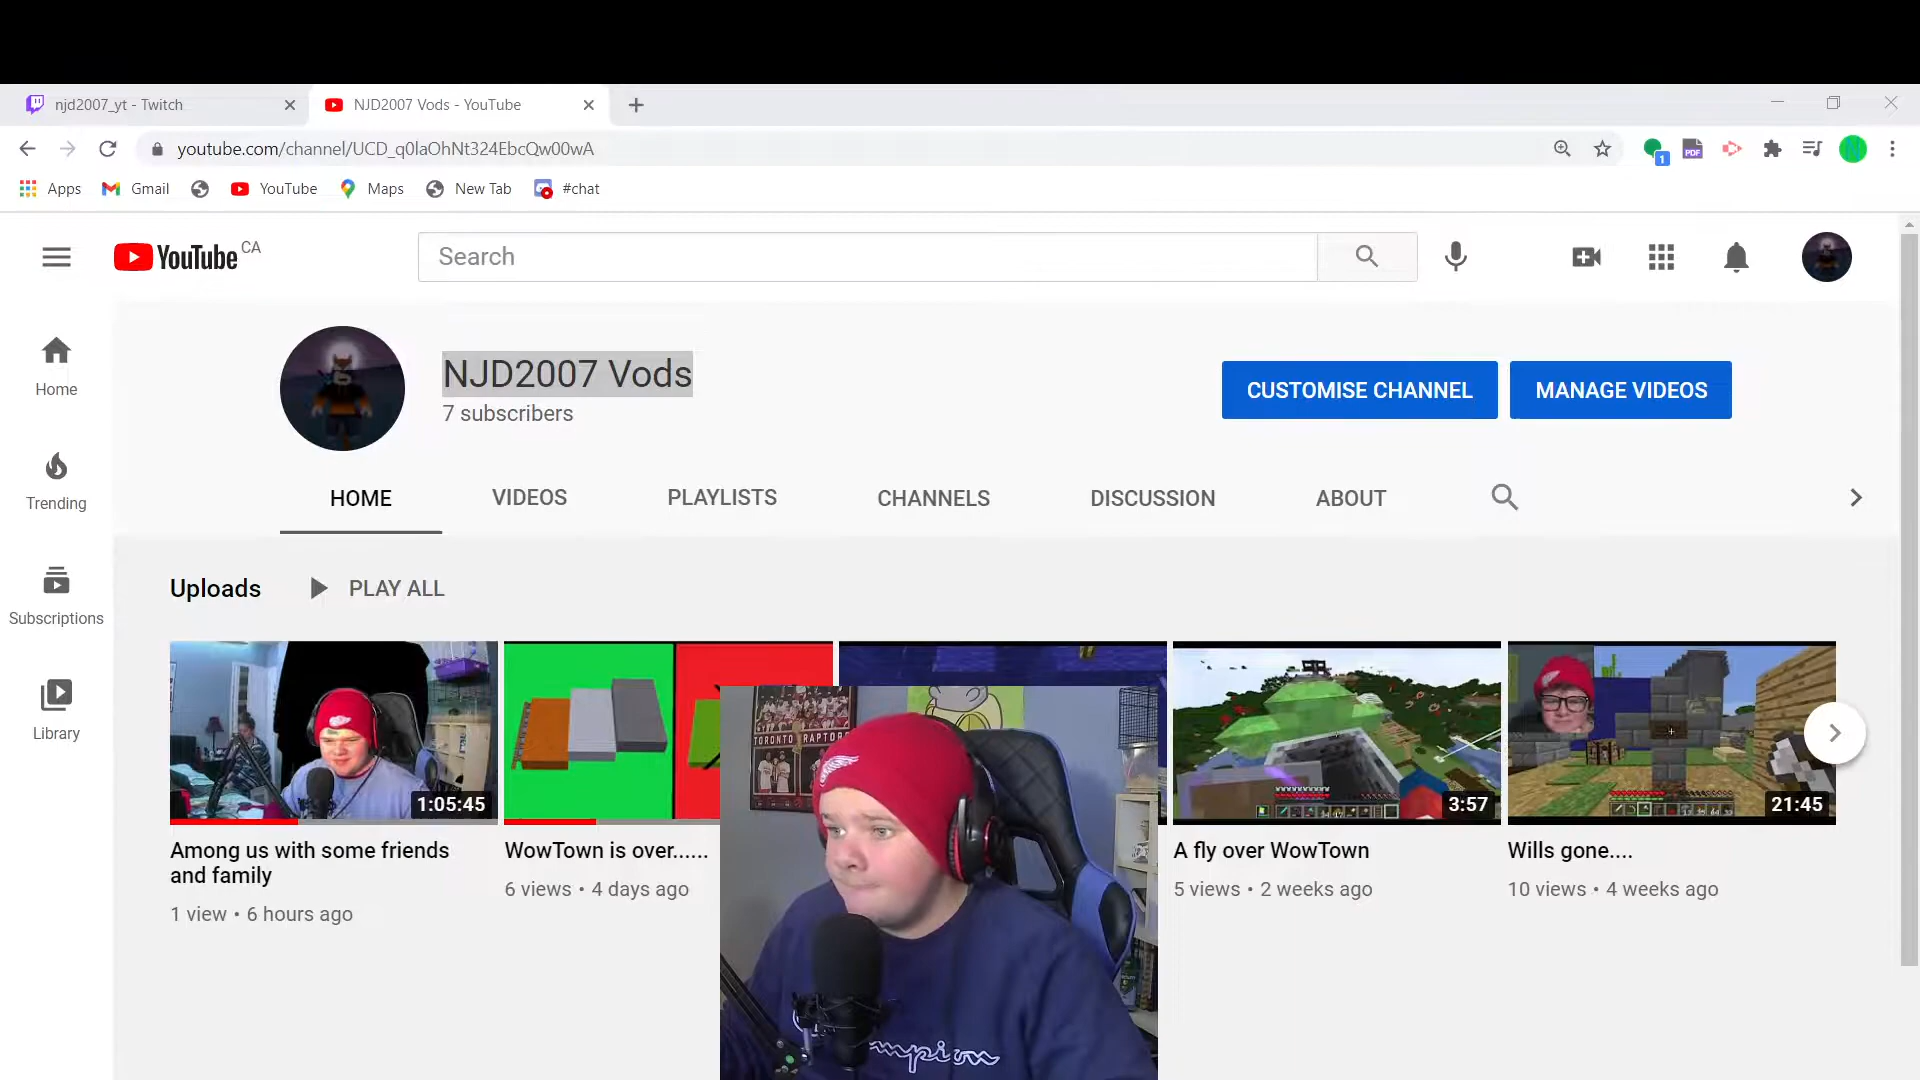 njd2007_yt - Twitch
NJD2007 Vods - YouTube
youtube.com/channel/UCD_q0laOhNt324EbcQw00wA
1
PDF
Apps
Gmail
YouTube
Maps
New Tab
#chat
YouTube CA
Search
NJD2007 Vods
7 subscribers
CUSTOMISE CHANNEL
MANAGE VIDEOS
HOME
VIDEOS
PLAYLISTS
CHANNELS
DISCUSSION
ABOUT
Home
Trending
Subscriptions
Library
Uploads
PLAY ALL
1:05:45
3:57
21:45
Among us with some friends
and family
1 view • 6 hours ago
WowTown is over......
6 views • 4 days ago
A fly over WowTown
5 views • 2 weeks ago
Wills gone....
10 views • 4 weeks ago
TORONTO RAPTORS